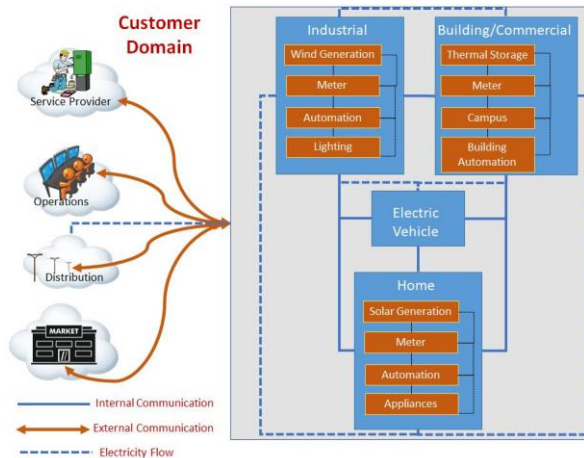 Customer
Domain
Service Provider
Operations
Distribution
MARKET
Internal Communication
External Communication
Electricity Flow
Industrial
Wind Generation
Meter
Automation
Lighting
Building/Commercial
Thermal Storage
Meter
Campus
Building
Automation
Electric
Vehicle
Home
Solar Generation
Meter
Automation
Appliances